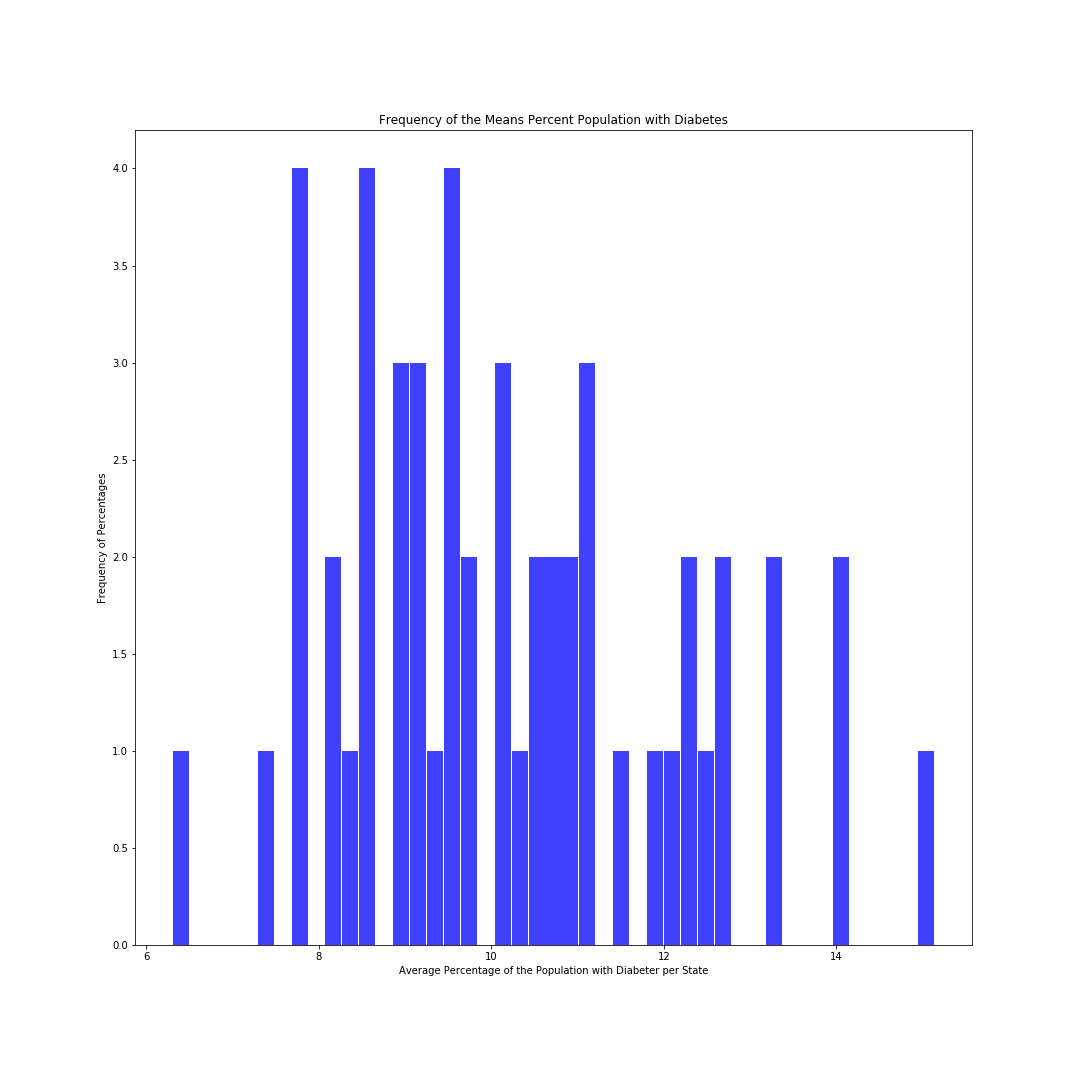 Frequency of the Means Percent Population with Diabetes
4.0
3.5
3.0
2.5
2.0
1.5
1.0
0.5
0.0
Frequency of Percentages
6 8 10 12 14
Average Percentage of the Population with Diabeter per State